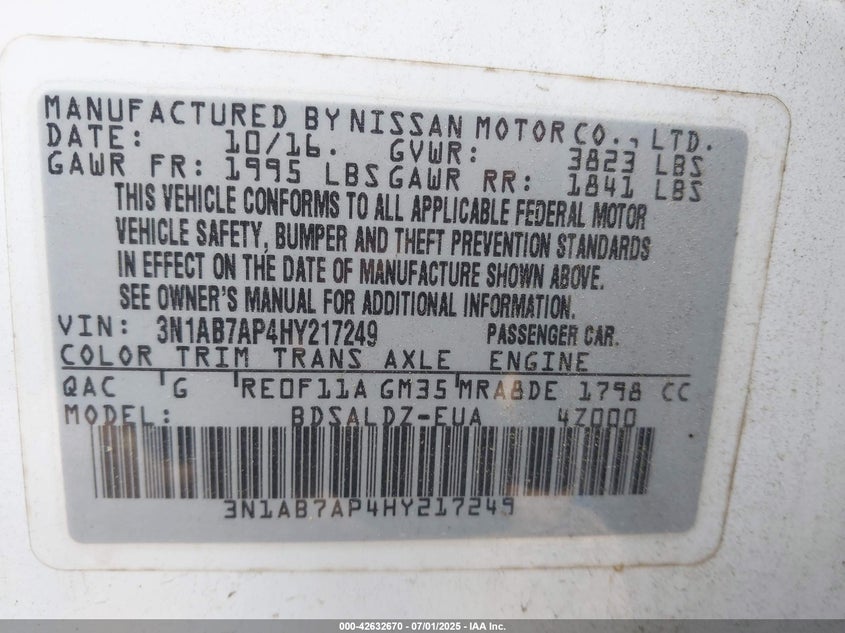 MANUFACTURED BY NISSAN MOTOR CO., LTD.
DATE: 10/16. GVWR: 3823 LBS
GAWR FR: 1995 LBS GAWR RR: 1841 LBS
THIS VEHICLE CONFORMS TO ALL APPLICABLE FEDERAL MOTOR
VEHICLE SAFETY, BUMPER AND THEFT PREVENTION STANDARDS
IN EFFECT ON THE DATE OF MANUFACTURE SHOWN ABOVE.
SEE OWNER'S MANUAL FOR ADDITIONAL INFORMATION.
VIN: 3N1AB7AP4HY217249 PASSENGER CAR.
COLOR TRIM TRANS AXLE ENGINE
QAC G RE0F11A GM35 MRA8DE 1798 CC
MODEL: BDSALDZ-EUA 4Z000
3N1AB7AP4HY217249
000-42632670 - 07/01/2025 - IAA Inc.